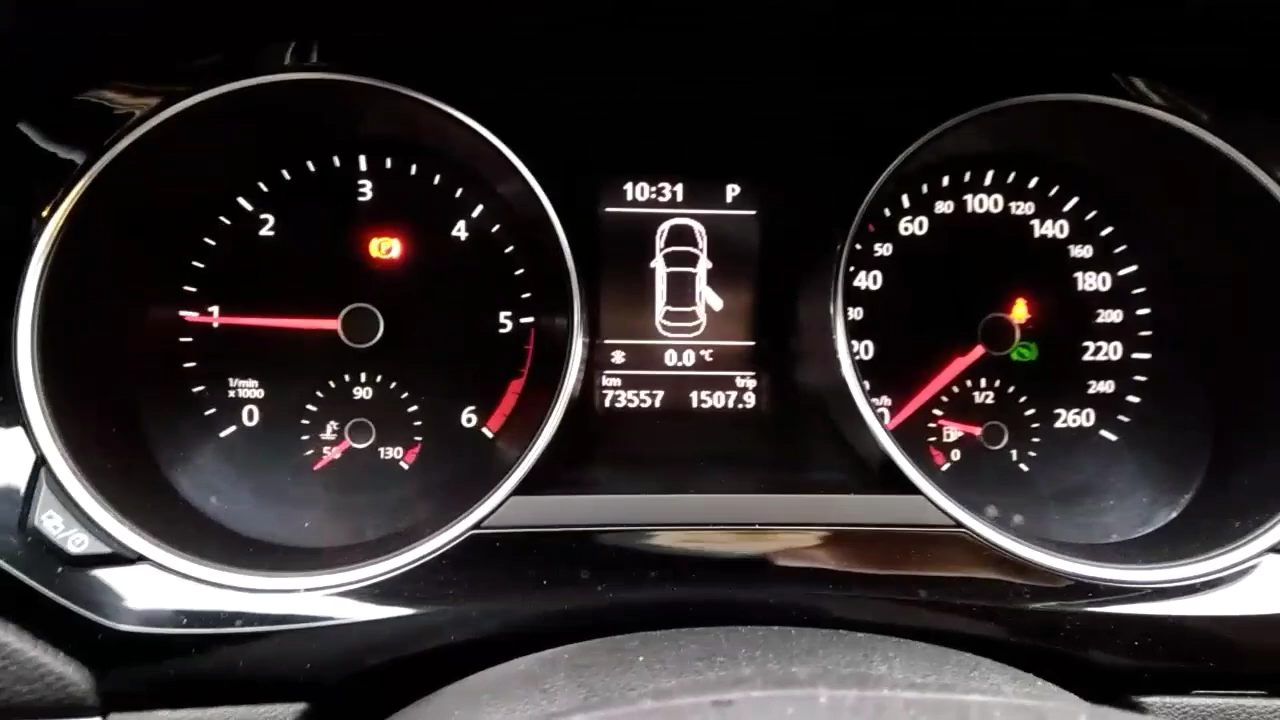 10:31 P
0.0 °C
km trip
73557 1507.9
0 1 2 3 4 5 6
1/min
x 1000
50 90 130
20 30 40 50 60 80 100 120 140 160 180 200 220 240 260
0 1/2 1
P